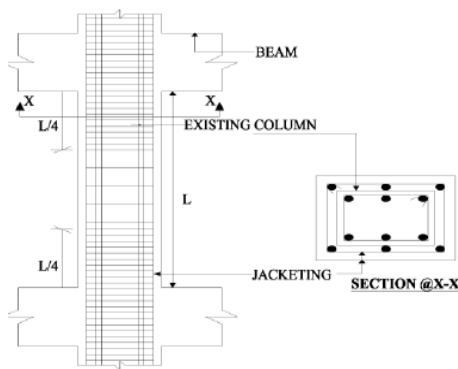 BEAM
X
X
L/4
EXISTING COLUMN
L
L/4
JACKETING
SECTION @X-X